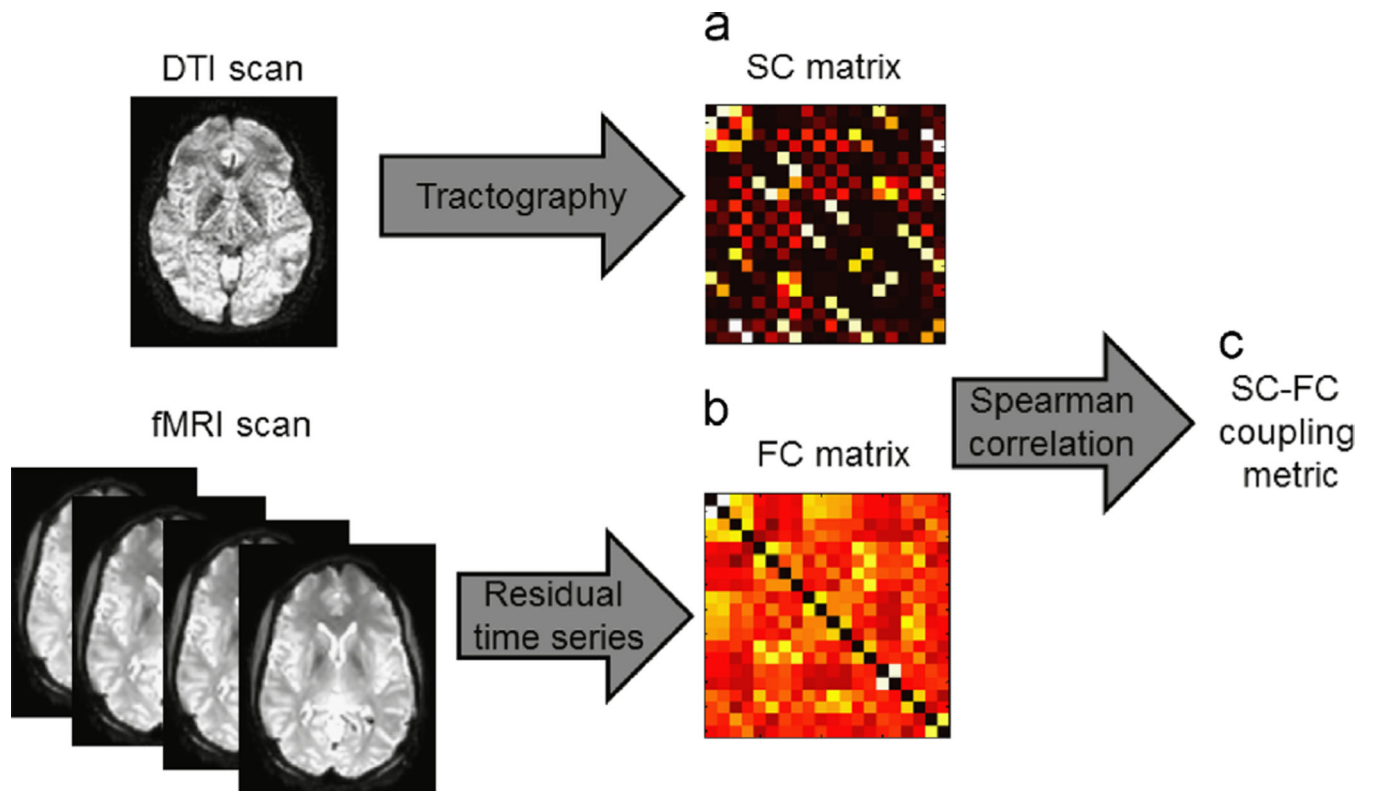 a
DTI scan
SC matrix
Tractography
c
SC-FC
coupling
metric
Spearman
correlation
b
fMRI scan
FC matrix
Residual
time series